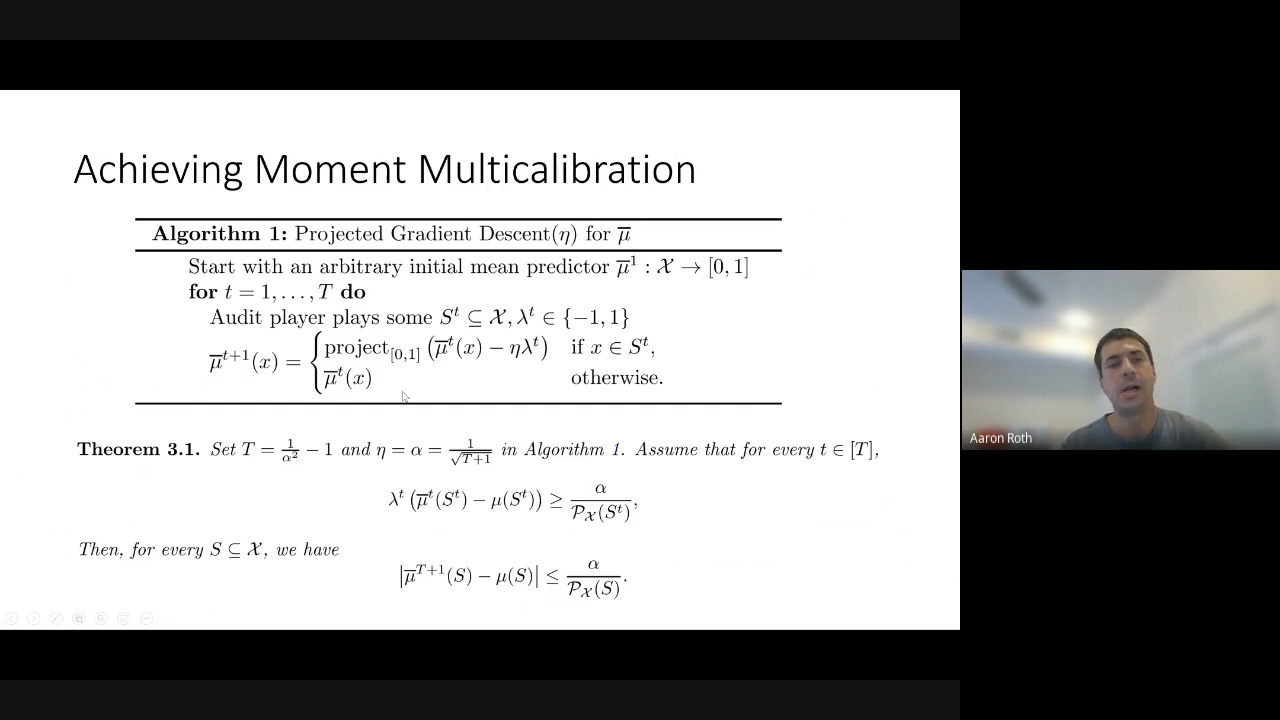 Achieving Moment Multicalibration
Algorithm 1: Projected Gradient Descent(η) for μ̅
Start with an arbitrary initial mean predictor μ̅¹ : 𝒳 → [0, 1]
for t = 1, . . . , T do
Audit player plays some Sᵗ ⊆ 𝒳, λᵗ ∈ {−1, 1}
μ̅ᵗ⁺¹(x) = { project[0,1] (μ̅ᵗ(x) − ηλᵗ) if x ∈ Sᵗ,
μ̅ᵗ(x) otherwise.
Theorem 3.1. Set T = 1/α² − 1 and η = α = 1/√(T+1) in Algorithm 1. Assume that for every t ∈ [T],
λᵗ (μ̅ᵗ(Sᵗ) − μ(Sᵗ)) ≥ α/𝒫𝒳(Sᵗ),
Then, for every S ⊆ 𝒳, we have
|μ̅ᵀ⁺¹(S) − μ(S)| ≤ α/𝒫𝒳(S).
Aaron Roth